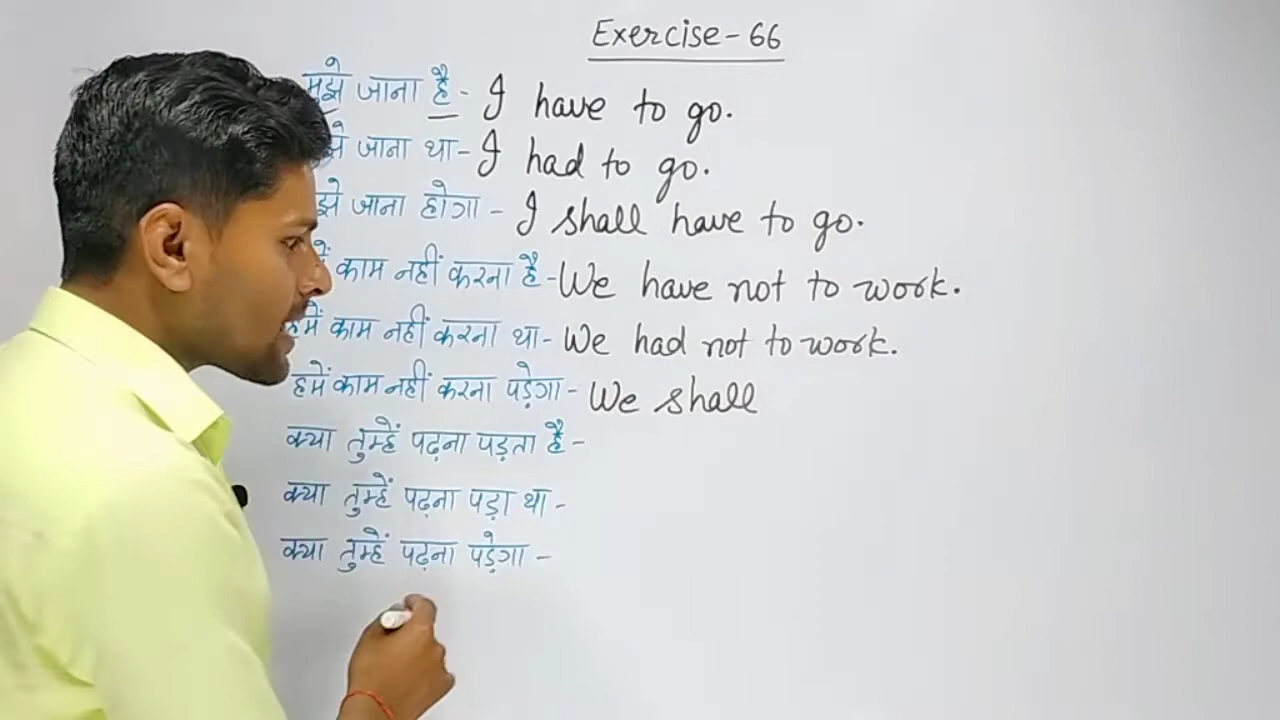 Exercise - 66
मुझे जाना है - I have to go.
जाना था - I had to go.
जाना होगा - I shall have to go.
काम नहीं करना है - We have not to work.
हमें काम नहीं करना था - We had not to work.
हमें काम नहीं करना पड़ेगा - We shall
क्या तुम्हें पढ़ना पड़ता है -
क्या तुम्हें पढ़ना पड़ा था -
क्या तुम्हें पढ़ना पड़ेगा -